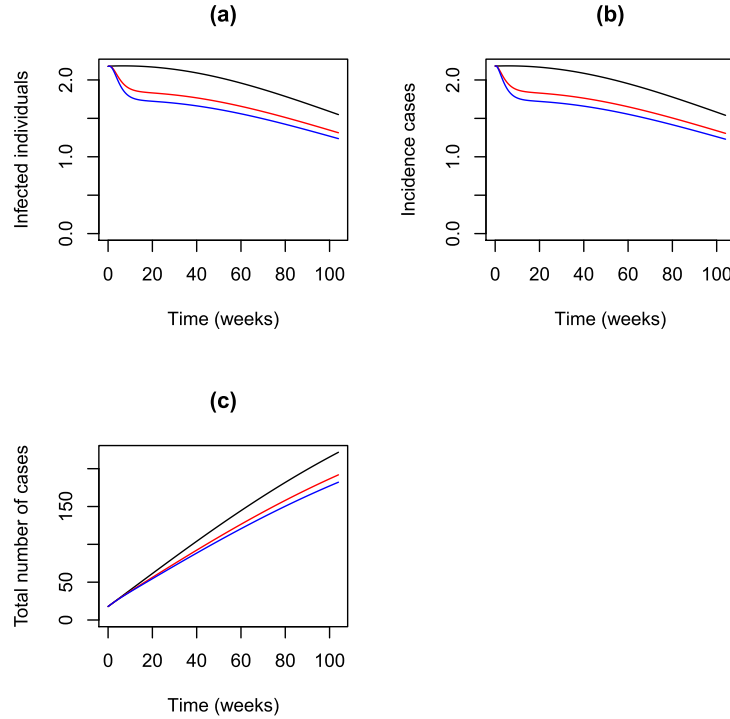 (a)
Infected individuals
0.0 1.0 2.0
0 20 40 60 80 100
Time (weeks)
(b)
Incidence cases
0.0 1.0 2.0
0 20 40 60 80 100
Time (weeks)
(c)
Total number of cases
0 50 150
0 20 40 60 80 100
Time (weeks)